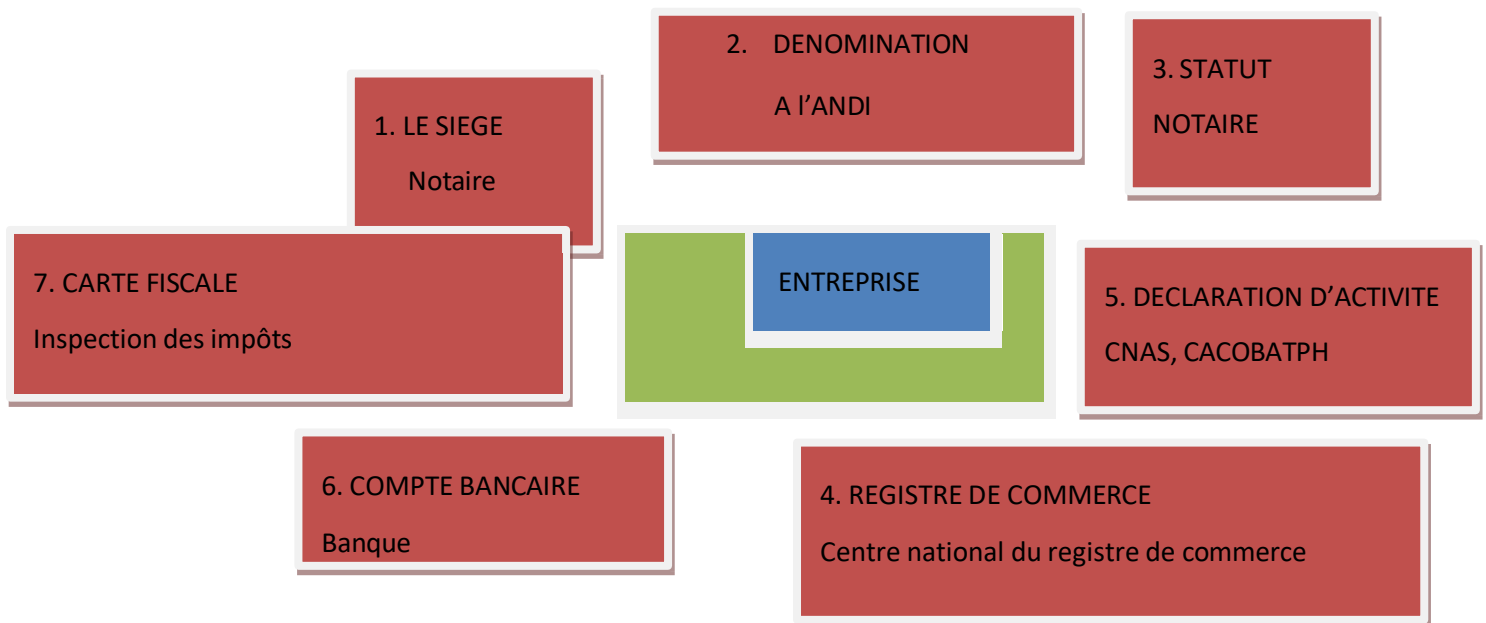 2. DENOMINATION
A l’ANDI
3. STATUT
NOTAIRE
1. LE SIEGE
Notaire
7. CARTE FISCALE
Inspection des impôts
ENTREPRISE
5. DECLARATION D’ACTIVITE
CNAS, CACOBATPH
6. COMPTE BANCAIRE
Banque
4. REGISTRE DE COMMERCE
Centre national du registre de commerce